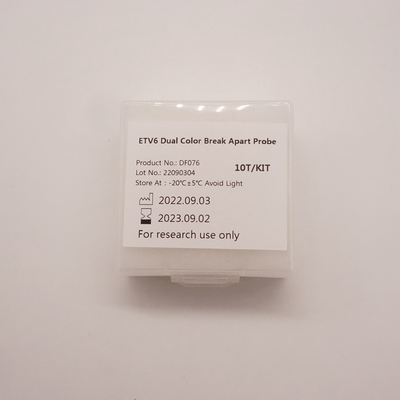 ETV6 Dual Color Break Apart Probe
Product No.: DF076
10T/KIT
Lot No.: 22090304
Store At : -20℃±5℃ Avoid Light
2022.09.03
2023.09.02
For research use only